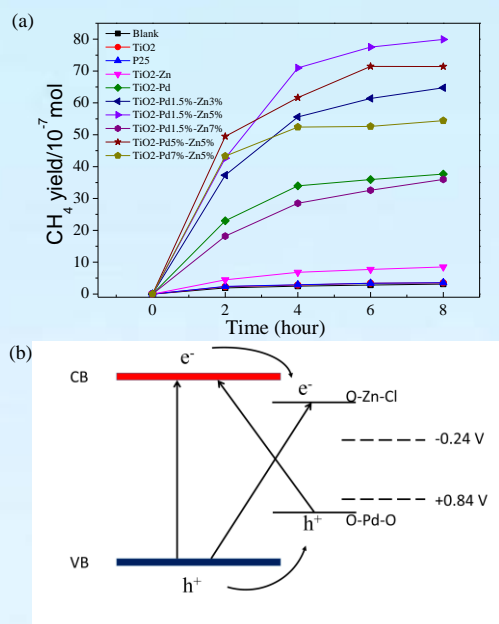 (a)
Blank
TiO2
P25
TiO2-Zn
TiO2-Pd
TiO2-Pd1.5%-Zn3%
TiO2-Pd1.5%-Zn5%
TiO2-Pd1.5%-Zn7%
TiO2-Pd5%-Zn5%
TiO2-Pd7%-Zn5%
CH4 yield/10-7mol
80
70
60
50
40
30
20
10
0
0 2 4 6 8
Time (hour)
(b)
e-
CB
e-
O-Zn-Cl
-0.24 V
+0.84 V
h+ O-Pd-O
VB
h+